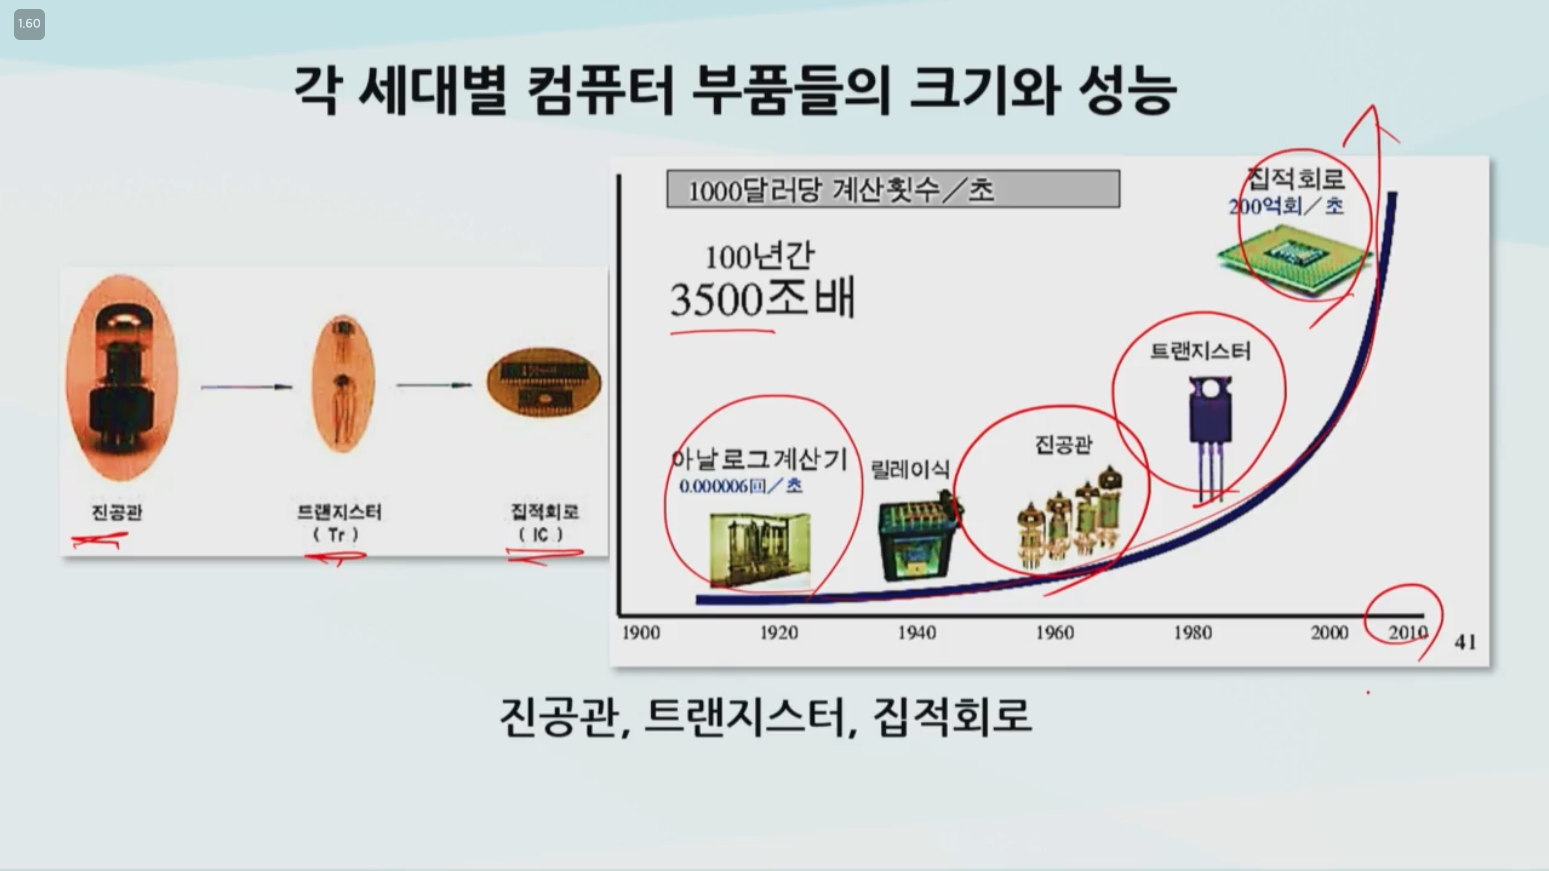 1.60
각 세대별 컴퓨터 부품들의 크기와 성능
진공관
트랜지스터
( Tr )
집적회로
( IC )
1000달러당 계산횟수／초
100년간
3500조배
아날로그계산기
0.000006回／초
릴레이식
진공관
트랜지스터
집적회로
200억회／초
1900 1920 1940 1960 1980 2000 2010
41
진공관, 트랜지스터, 집적회로